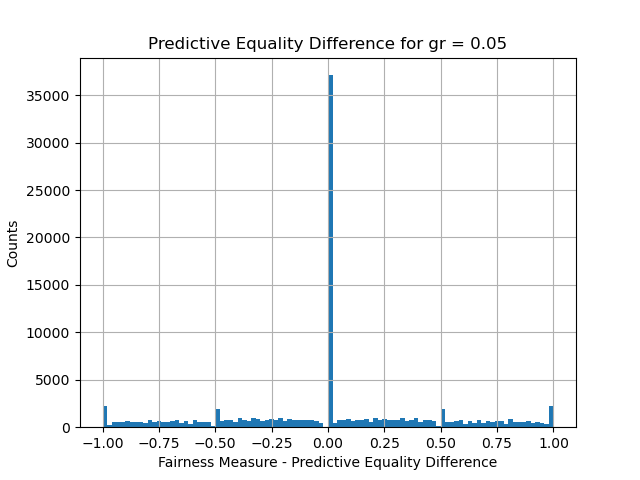 Predictive Equality Difference for gr = 0.05
35000
30000
25000
20000
15000
10000
5000
0
Counts
−1.00 −0.75 −0.50 −0.25 0.00 0.25 0.50 0.75 1.00
Fairness Measure - Predictive Equality Difference